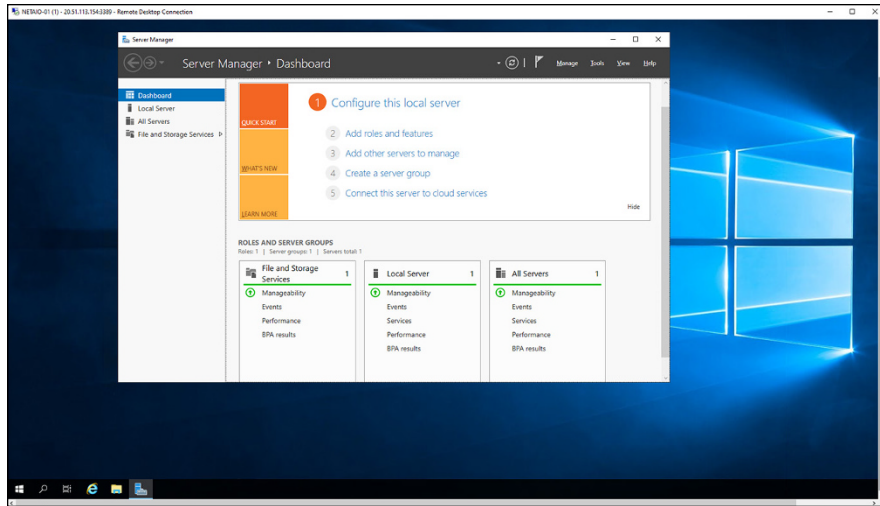 NETAIO-01 (1) - 20.51.113.154:3389 - Remote Desktop Connection
Server Manager
Server Manager • Dashboard
Manage Tools View Help
Dashboard
Local Server
All Servers
File and Storage Services
QUICK START
WHAT'S NEW
LEARN MORE
1 Configure this local server
2 Add roles and features
3 Add other servers to manage
4 Create a server group
5 Connect this server to cloud services
Hide
ROLES AND SERVER GROUPS
Roles: 1 | Server groups: 1 | Servers total: 1
File and Storage
Services 1
Manageability
Events
Performance
BPA results
Local Server 1
Manageability
Events
Services
Performance
BPA results
All Servers 1
Manageability
Events
Services
Performance
BPA results